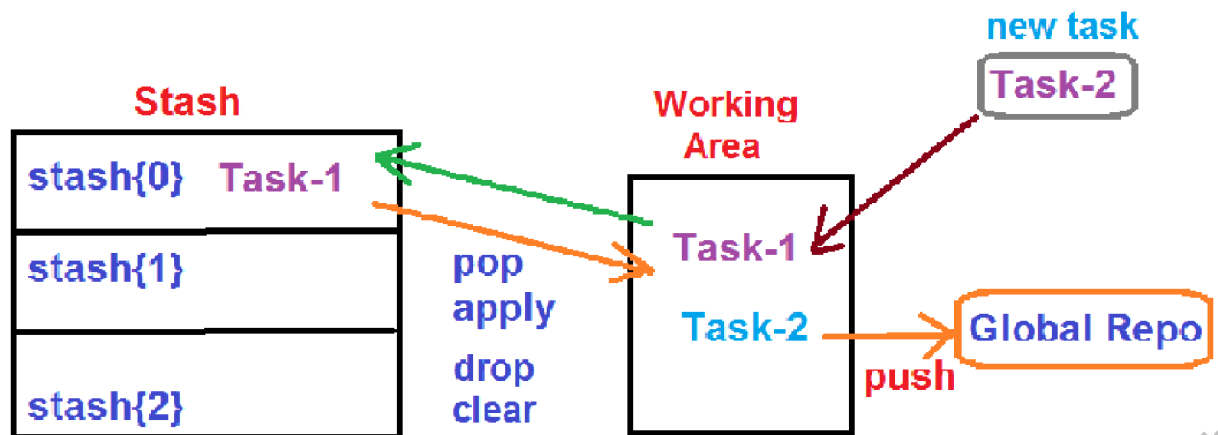 new task
Task-2
Stash
Working
Area
stash{0} Task-1
stash{1}
stash{2}
pop
apply
drop
clear
Task-1
Task-2
push
Global Repo